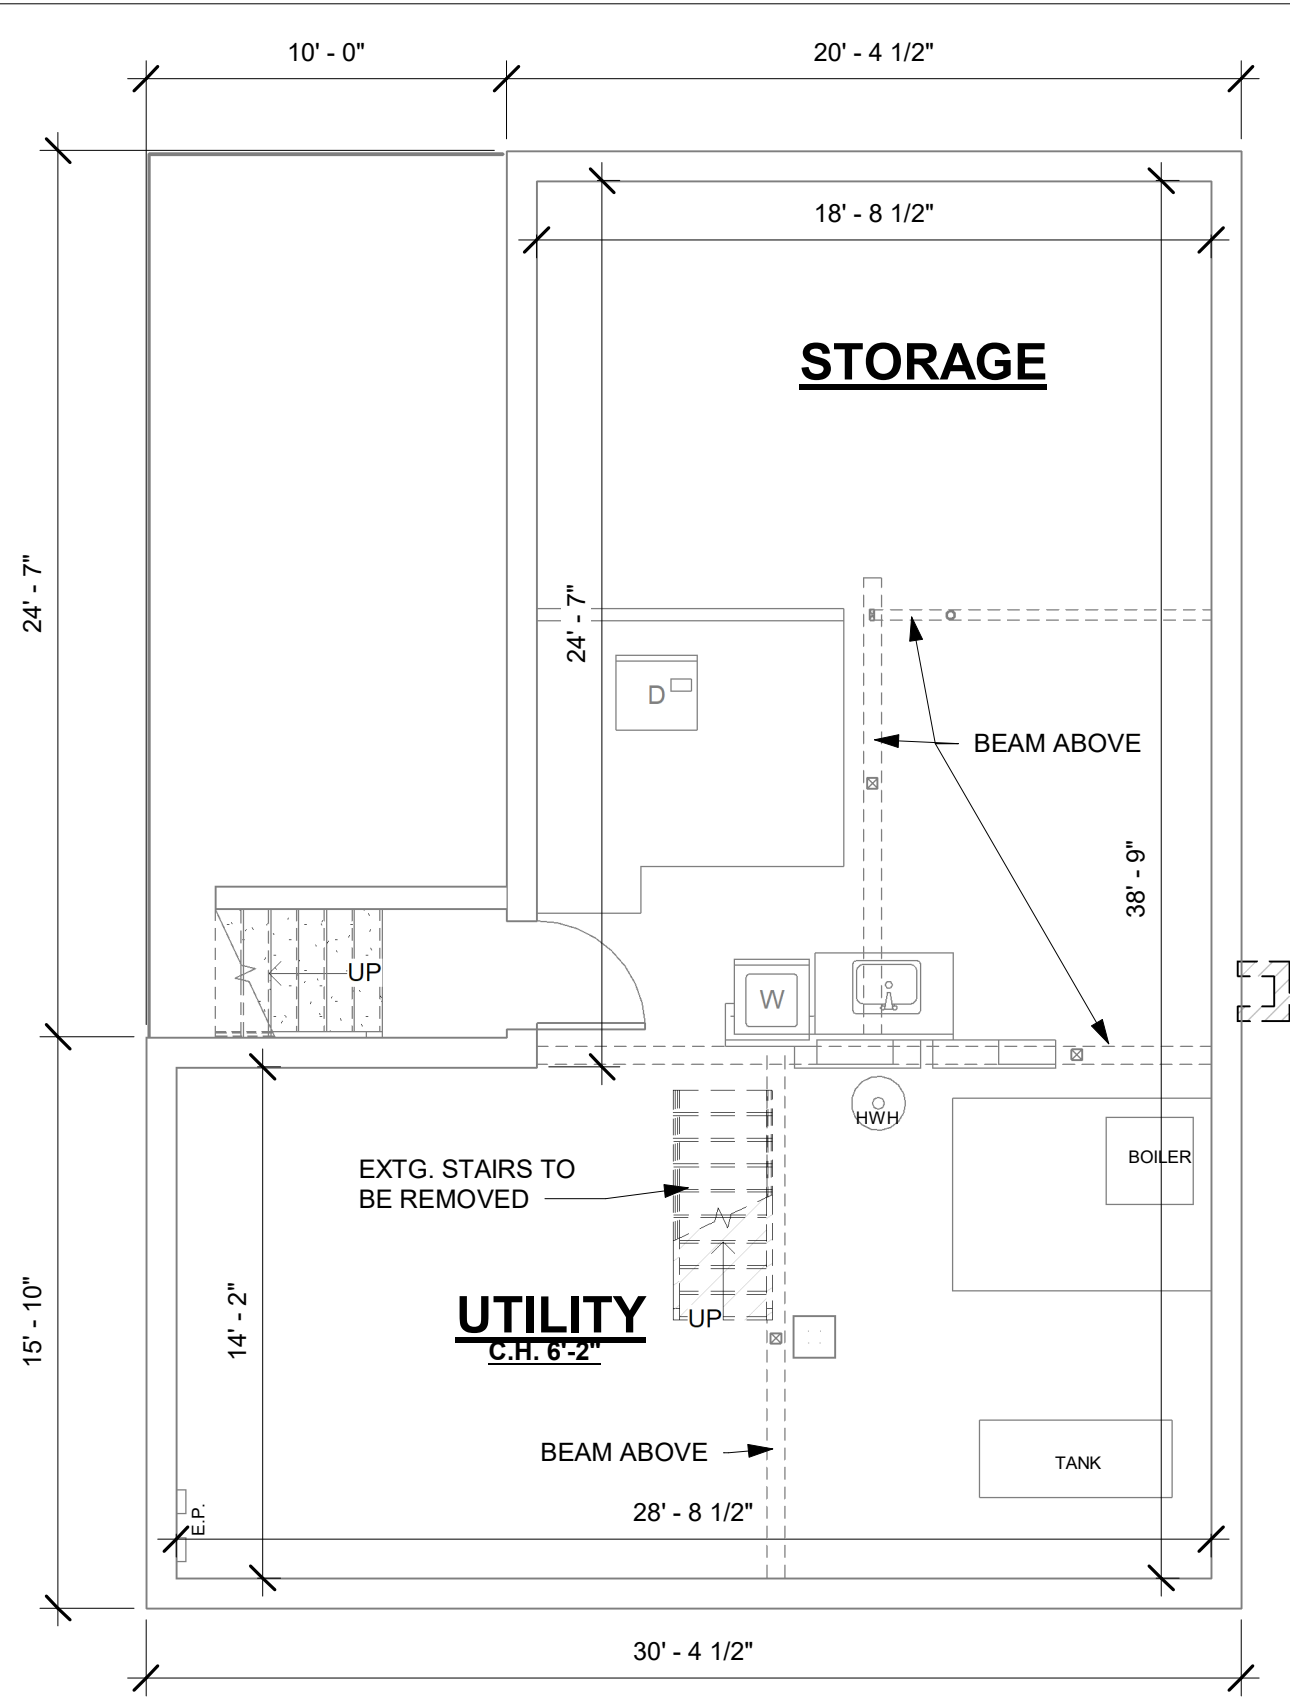 10' - 0"
20' - 4 1/2"
18' - 8 1/2"
STORAGE
24' - 7"
24' - 7"
D
BEAM ABOVE
38' - 9"
UP
W
HWH
BOILER
EXTG. STAIRS TO
BE REMOVED
15' - 10"
14' - 2"
UTILITY
C.H. 6'-2"
UP
BEAM ABOVE
TANK
E.P.
28' - 8 1/2"
30' - 4 1/2"